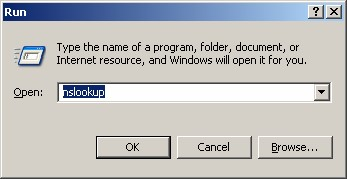 Run
Type the name of a program, folder, document, or
Internet resource, and Windows will open it for you.
Open: nslookup
OK Cancel Browse...